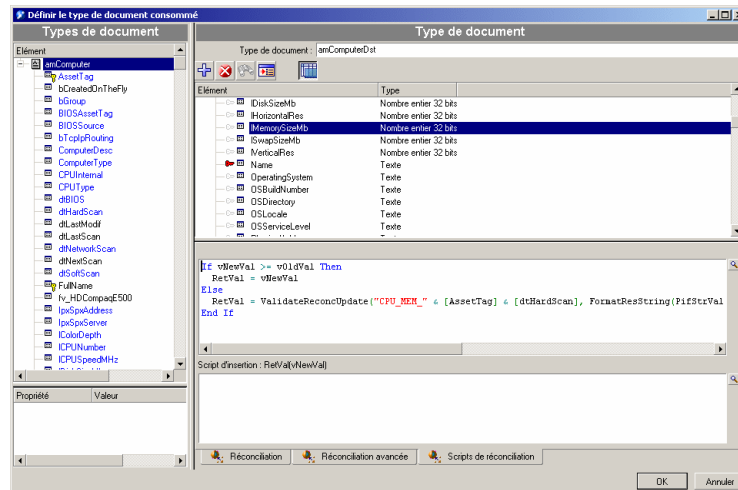 Définir le type de document consommé
Types de document
Type de document
Elément
amComputer
AssetTag
bCreatedOnTheFly
bGroup
BIOSAssetTag
BIOSSource
bTcpIpRouting
ComputerDesc
ComputerType
CPUInternal
CPUType
dtBIOS
dtHardScan
dtLastModif
dtLastScan
dtNetworkScan
dtNextScan
dtSoftScan
FullName
fv_HDCompaqE500
IpxSpxAddress
IpxSpxServer
lColorDepth
lCPUNumber
lCPUSpeedMHz
Propriété Valeur
Type de document : amComputerDst
Elément Type
lDiskSizeMb Nombre entier 32 bits
lHorizontalRes Nombre entier 32 bits
lMemorySizeMb Nombre entier 32 bits
lSwapSizeMb Nombre entier 32 bits
lVerticalRes Nombre entier 32 bits
Name Texte
OperatingSystem Texte
OSBuildNumber Texte
OSDirectory Texte
OSLocale Texte
OSServiceLevel Texte
If vNewVal >= vOldVal Then
RetVal = vNewVal
Else
RetVal = ValidateReconcUpdate("CPU_MEM_" & [AssetTag] & [dtHardScan], FormatResString(PifStrVal
End If
Script d'insertion : RetVal(vNewVal)
Réconciliation Réconciliation avancée Scripts de réconciliation
OK Annuler